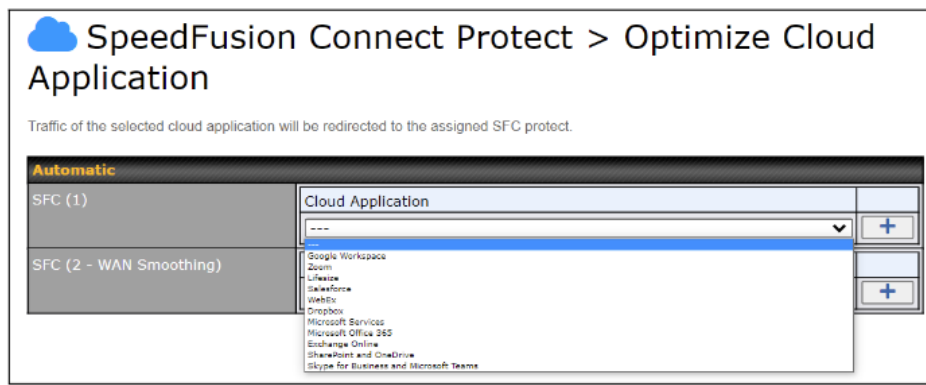 SpeedFusion Connect Protect > Optimize Cloud
Application
Traffic of the selected cloud application will be redirected to the assigned SFC protect.
Automatic
SFC (1)
Cloud Application
---
+
---
Google Workspace
Zoom
Lifesize
Salesforce
WebEx
Dropbox
Microsoft Services
Microsoft Office 365
Exchange Online
SharePoint and OneDrive
Skype for Business and Microsoft Teams
SFC (2 - WAN Smoothing)
+